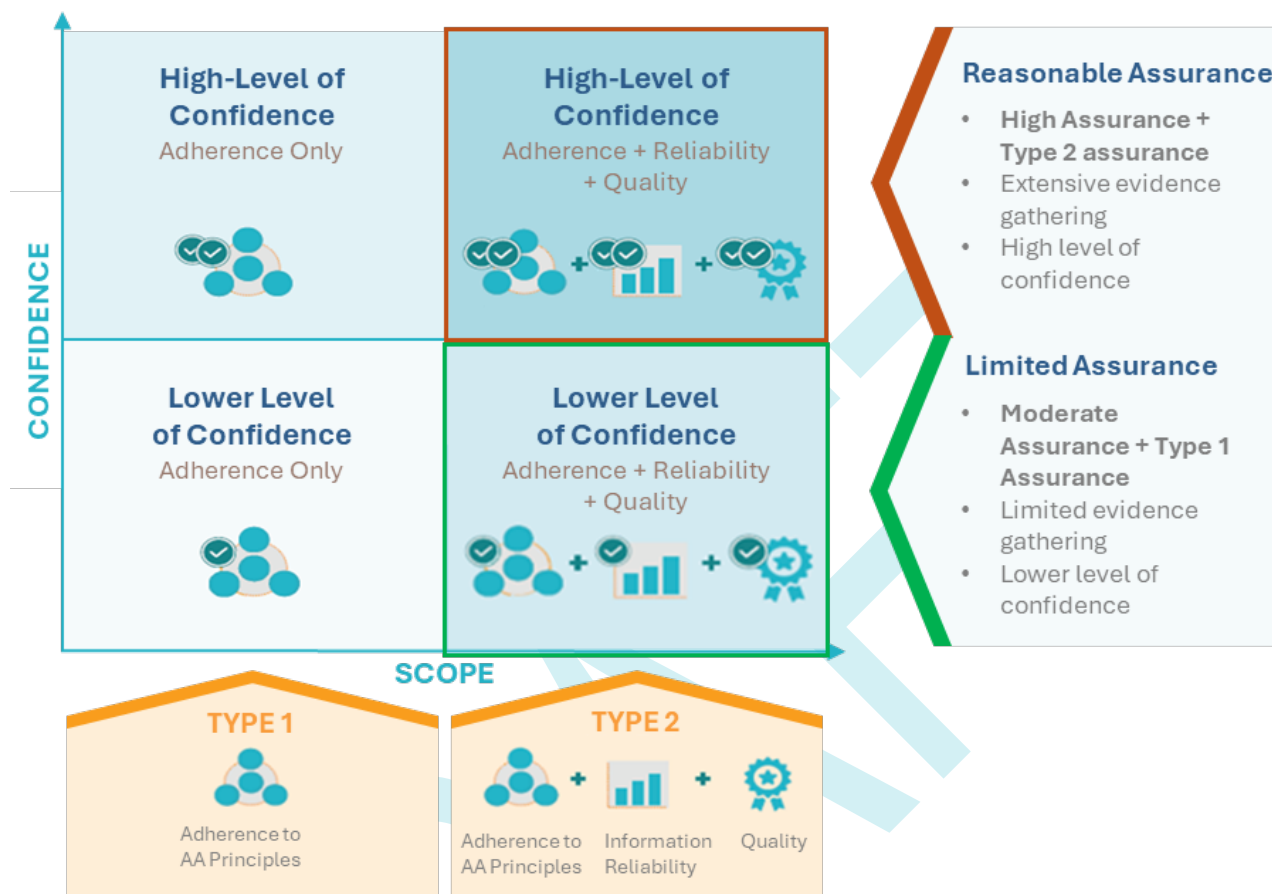 High-Level of
Confidence
Adherence Only
High-Level of
Confidence
Adherence + Reliability
+ Quality
CONFIDENCE
Lower Level
of Confidence
Adherence Only
Lower Level
of Confidence
Adherence + Reliability
+ Quality
SCOPE
Reasonable Assurance
• High Assurance +
Type 2 assurance
• Extensive evidence
gathering
• High level of
confidence
Limited Assurance
• Moderate
Assurance + Type 1
Assurance
• Limited evidence
gathering
• Lower level of
confidence
TYPE 1
Adherence to
AA Principles
TYPE 2
Adherence to
AA Principles
Information
Reliability
Quality